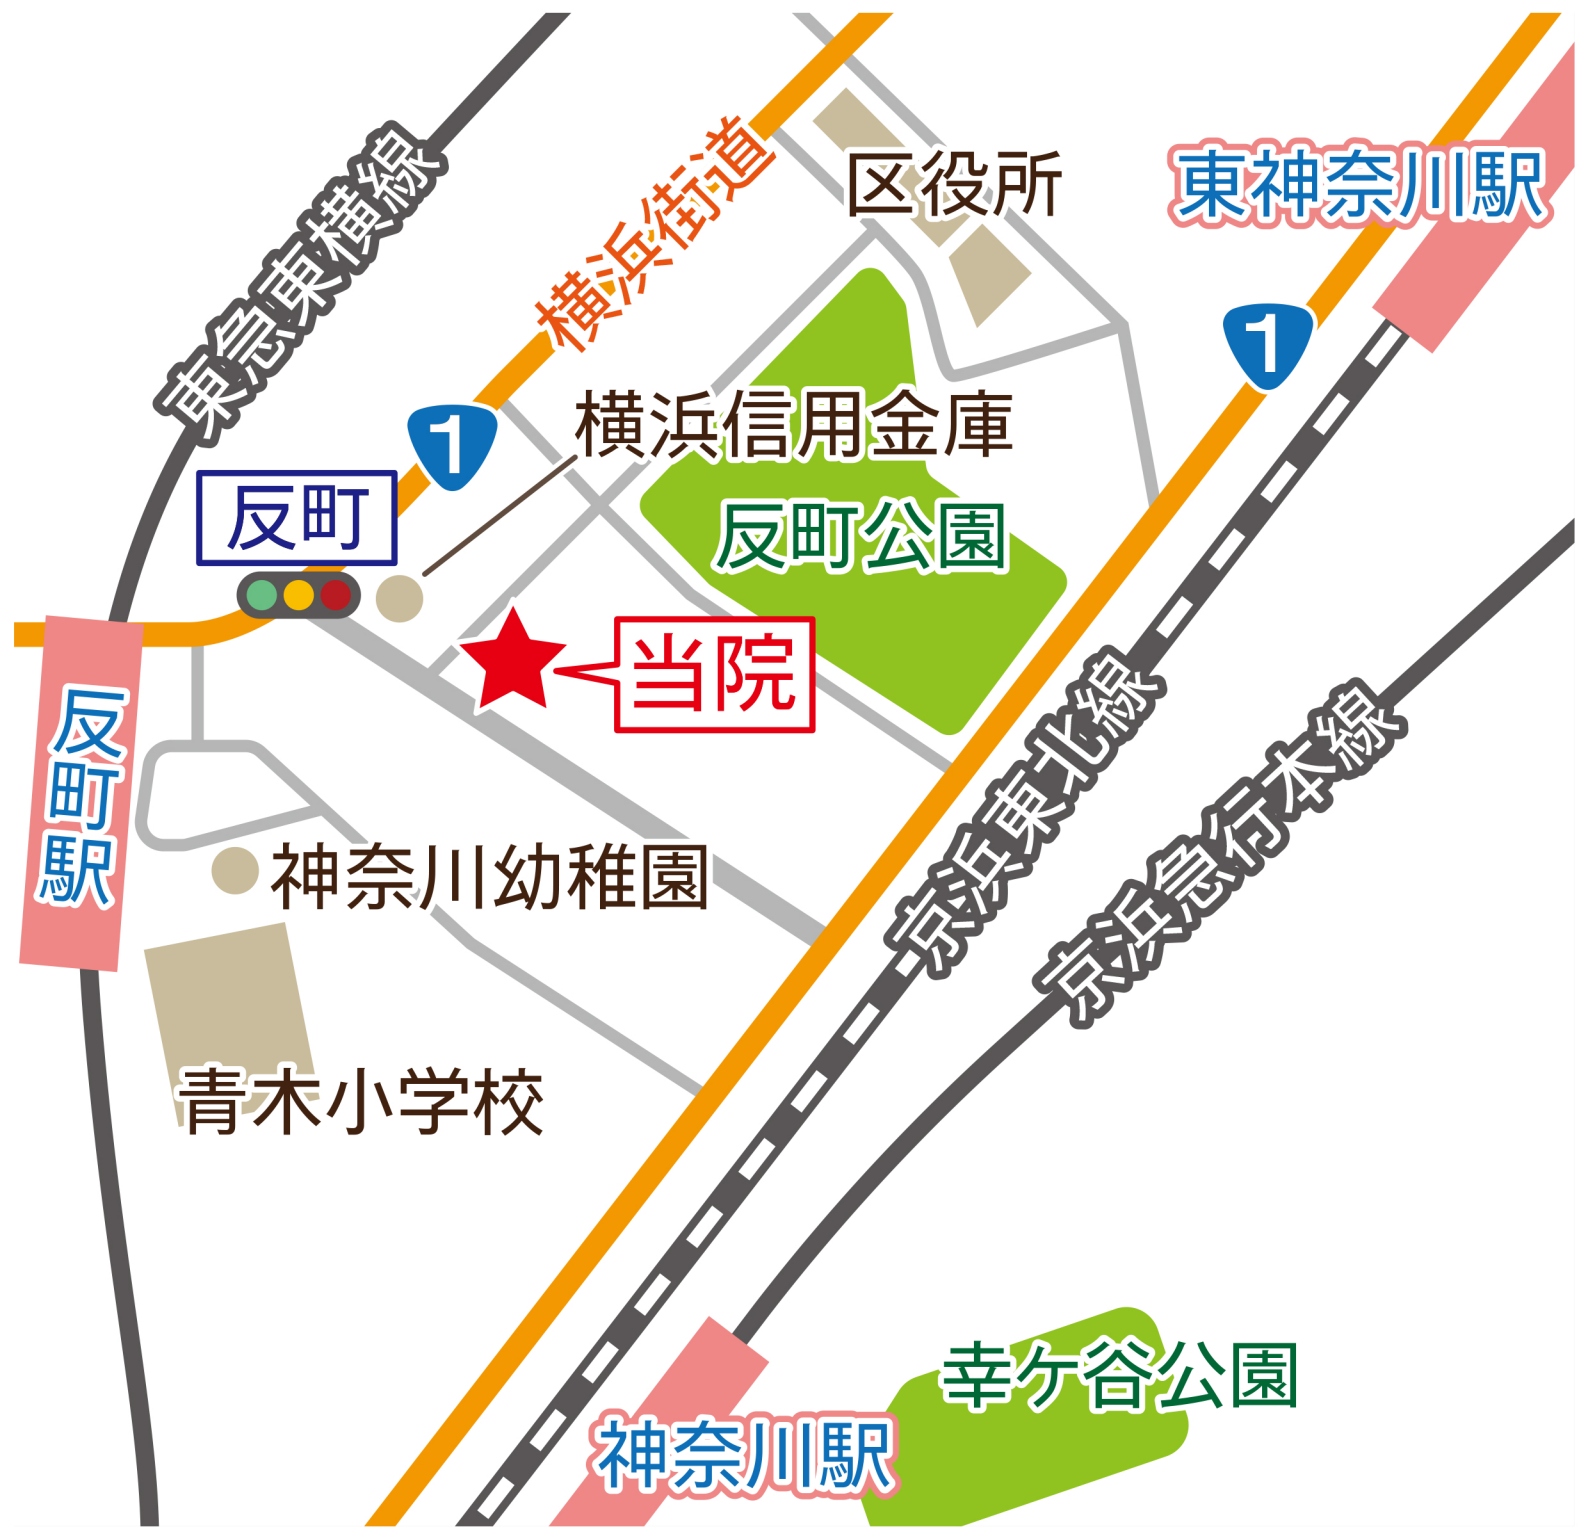 東急東横線
横浜街道
区役所
東神奈川駅
1
1
横浜信用金庫
反町
反町公園
当院
反町駅
京浜東北線
京浜急行本線
神奈川幼稚園
青木小学校
幸ケ谷公園
神奈川駅